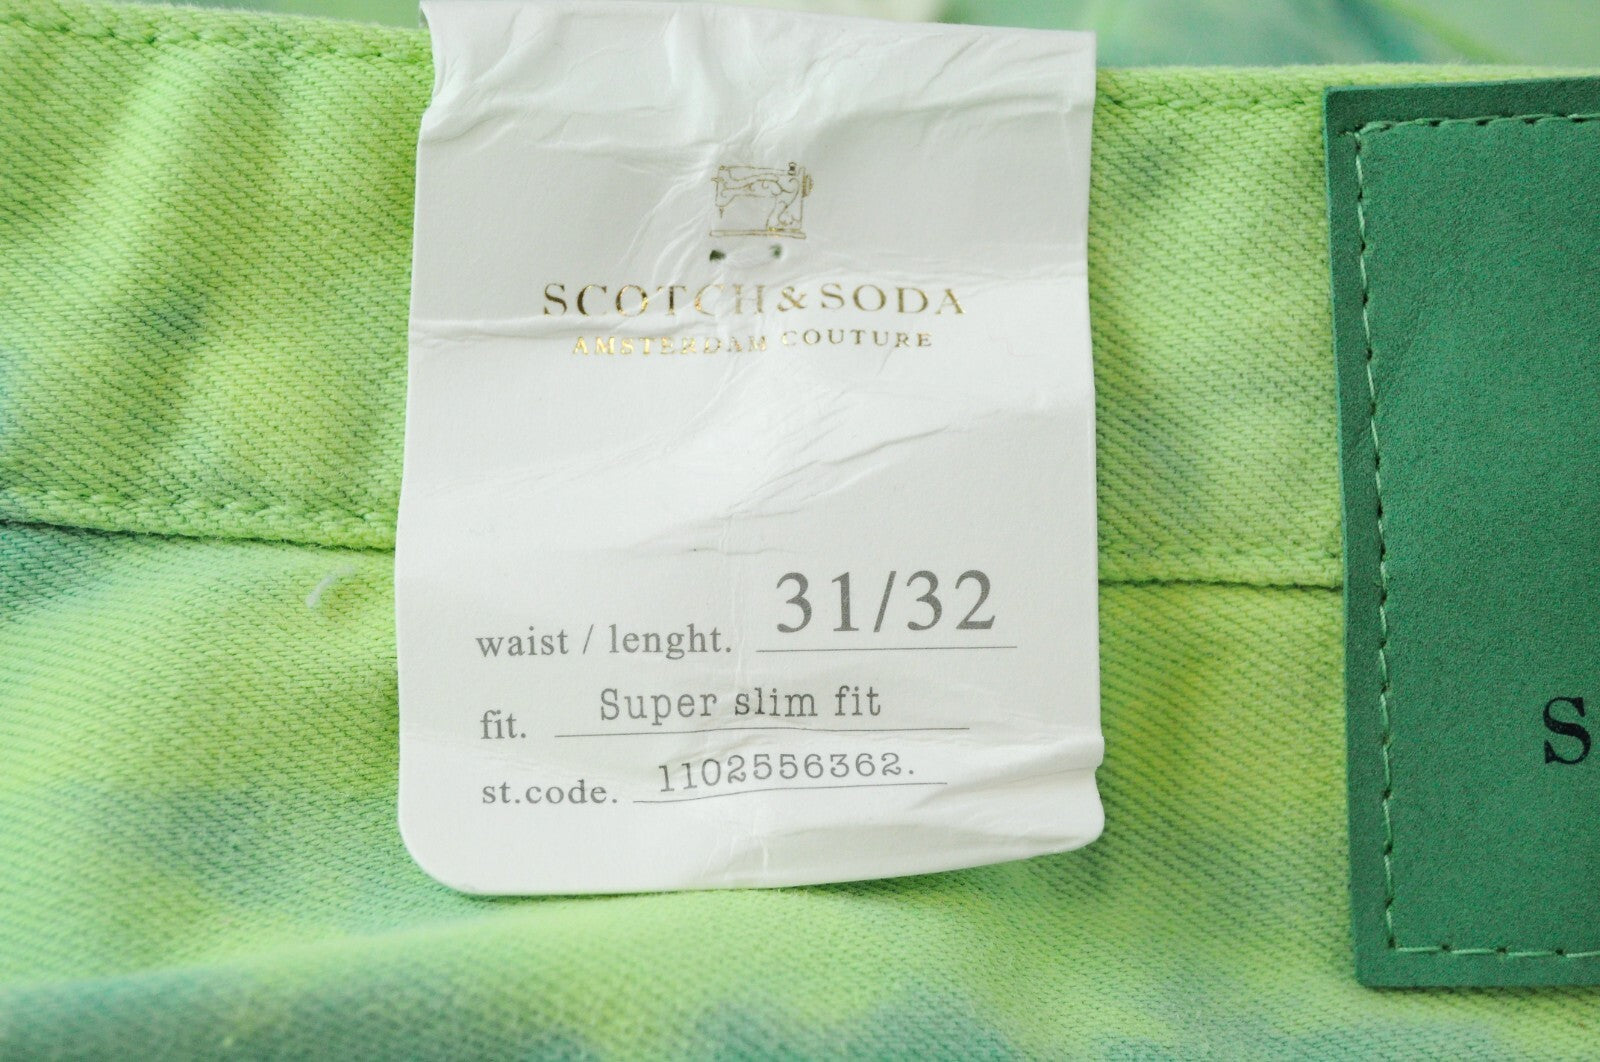 SCOTCH & SODA
AMSTERDAM COUTURE
waist / lenght. 31/32
fit. Super slim fit
st.code. 1102556362.
S